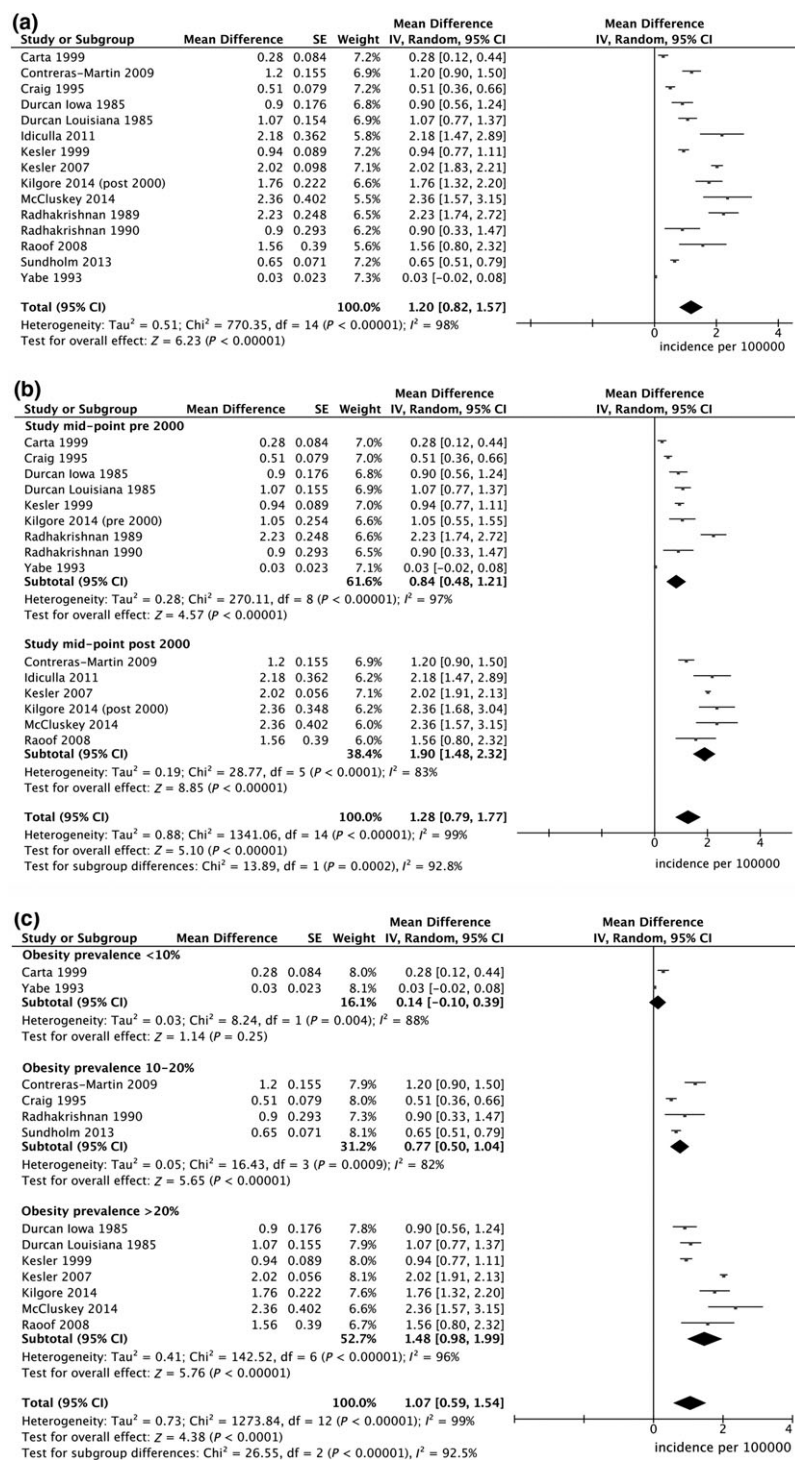 (a)
Mean Difference Mean Difference
Study or Subgroup Mean Difference SE Weight IV, Random, 95% CI IV, Random, 95% CI
Carta 1999 0.28 0.084 7.2% 0.28 [0.12, 0.44]
Contreras-Martin 2009 1.2 0.155 6.9% 1.20 [0.90, 1.50]
Craig 1995 0.51 0.079 7.2% 0.51 [0.36, 0.66]
Durcan Iowa 1985 0.9 0.176 6.8% 0.90 [0.56, 1.24]
Durcan Louisiana 1985 1.07 0.154 6.9% 1.07 [0.77, 1.37]
Idiculla 2011 2.18 0.362 5.8% 2.18 [1.47, 2.89]
Kesler 1999 0.94 0.089 7.2% 0.94 [0.77, 1.11]
Kesler 2007 2.02 0.098 7.1% 2.02 [1.83, 2.21]
Kilgore 2014 (post 2000) 1.76 0.222 6.6% 1.76 [1.32, 2.20]
McCluskey 2014 2.36 0.402 5.6% 2.36 [1.57, 3.15]
Radhakrishnan 1989 2.23 0.248 6.5% 2.23 [1.74, 2.72]
Radhakrishnan 1990 0.9 0.293 6.2% 0.90 [0.33, 1.47]
Raoof 2008 1.56 0.39 5.6% 1.56 [0.80, 2.32]
Sundholm 2013 0.65 0.071 7.2% 0.65 [0.51, 0.79]
Yabe 1993 0.03 0.023 7.3% 0.03 [-0.02, 0.08]
Total (95% CI) 100.0% 1.20 [0.82, 1.57]
Heterogeneity: Tau² = 0.51; Chi² = 770.35, df = 14 (P < 0.00001); I² = 98%
Test for overall effect: Z = 6.23 (P < 0.00001)
0 2 4
incidence per 100000
(b)
Mean Difference Mean Difference
Study or Subgroup Mean Difference SE Weight IV, Random, 95% CI IV, Random, 95% CI
Study mid-point pre 2000
Carta 1999 0.28 0.084 7.0% 0.28 [0.12, 0.44]
Craig 1995 0.51 0.079 7.0% 0.51 [0.36, 0.66]
Durcan Iowa 1985 0.9 0.176 6.8% 0.90 [0.56, 1.24]
Durcan Louisiana 1985 1.07 0.155 6.9% 1.07 [0.77, 1.37]
Kesler 1999 0.94 0.089 7.0% 0.94 [0.77, 1.11]
Kilgore 2014 (pre 2000) 1.05 0.254 6.6% 1.05 [0.55, 1.55]
Radhakrishnan 1989 2.23 0.248 6.6% 2.23 [1.74, 2.72]
Radhakrishnan 1990 0.9 0.293 6.5% 0.90 [0.33, 1.47]
Yabe 1993 0.03 0.023 7.1% 0.03 [-0.02, 0.08]
Subtotal (95% CI) 61.6% 0.84 [0.48, 1.21]
Heterogeneity: Tau² = 0.28; Chi² = 270.11, df = 8 (P < 0.00001); I² = 97%
Test for overall effect: Z = 4.57 (P < 0.00001)
Study mid-point post 2000
Contreras-Martin 2009 1.2 0.155 6.9% 1.20 [0.90, 1.50]
Idiculla 2011 2.18 0.362 6.2% 2.18 [1.47, 2.89]
Kesler 2007 2.02 0.056 7.1% 2.02 [1.91, 2.13]
Kilgore 2014 (post 2000) 2.36 0.348 6.2% 2.36 [1.68, 3.04]
McCluskey 2014 2.36 0.402 6.0% 2.36 [1.57, 3.15]
Raoof 2008 1.56 0.39 6.0% 1.56 [0.80, 2.32]
Subtotal (95% CI) 38.4% 1.90 [1.48, 2.32]
Heterogeneity: Tau² = 0.19; Chi² = 28.77, df = 5 (P < 0.0001); I² = 83%
Test for overall effect: Z = 8.85 (P < 0.00001)
Total (95% CI) 100.0% 1.28 [0.79, 1.77]
Heterogeneity: Tau² = 0.88; Chi² = 1341.06, df = 14 (P < 0.00001); I² = 99%
Test for overall effect: Z = 5.10 (P < 0.00001)
Test for subgroup differences: Chi² = 13.89, df = 1 (P = 0.0002), I² = 92.8%
0 2 4
incidence per 100000
(c)
Mean Difference Mean Difference
Study or Subgroup Mean Difference SE Weight IV, Random, 95% CI IV, Random, 95% CI
Obesity prevalence <10%
Carta 1999 0.28 0.084 8.0% 0.28 [0.12, 0.44]
Yabe 1993 0.03 0.023 8.1% 0.03 [-0.02, 0.08]
Subtotal (95% CI) 16.1% 0.14 [-0.10, 0.39]
Heterogeneity: Tau² = 0.03; Chi² = 8.24, df = 1 (P = 0.004); I² = 88%
Test for overall effect: Z = 1.14 (P = 0.25)
Obesity prevalence 10-20%
Contreras-Martin 2009 1.2 0.155 7.9% 1.20 [0.90, 1.50]
Craig 1995 0.51 0.079 8.0% 0.51 [0.36, 0.66]
Radhakrishnan 1990 0.9 0.293 7.3% 0.90 [0.33, 1.47]
Sundholm 2013 0.65 0.071 8.1% 0.65 [0.51, 0.79]
Subtotal (95% CI) 31.2% 0.77 [0.50, 1.04]
Heterogeneity: Tau² = 0.05; Chi² = 16.43, df = 3 (P = 0.0009); I² = 82%
Test for overall effect: Z = 5.65 (P < 0.00001)
Obesity prevalence >20%
Durcan Iowa 1985 0.9 0.176 7.8% 0.90 [0.56, 1.24]
Durcan Louisiana 1985 1.07 0.155 7.9% 1.07 [0.77, 1.37]
Kesler 1999 0.94 0.089 8.0% 0.94 [0.77, 1.11]
Kesler 2007 2.02 0.056 8.1% 2.02 [1.91, 2.13]
Kilgore 2014 1.76 0.222 7.6% 1.76 [1.32, 2.20]
McCluskey 2014 2.36 0.402 6.6% 2.36 [1.57, 3.15]
Raoof 2008 1.56 0.39 6.7% 1.56 [0.80, 2.32]
Subtotal (95% CI) 52.7% 1.48 [0.98, 1.99]
Heterogeneity: Tau² = 0.41; Chi² = 142.52, df = 6 (P < 0.00001); I² = 96%
Test for overall effect: Z = 5.76 (P < 0.00001)
Total (95% CI) 100.0% 1.07 [0.59, 1.54]
Heterogeneity: Tau² = 0.73; Chi² = 1273.84, df = 12 (P < 0.00001); I² = 99%
Test for overall effect: Z = 4.38 (P < 0.0001)
Test for subgroup differences: Chi² = 26.55, df = 2 (P < 0.00001), I² = 92.5%
0 2 4
incidence per 100000